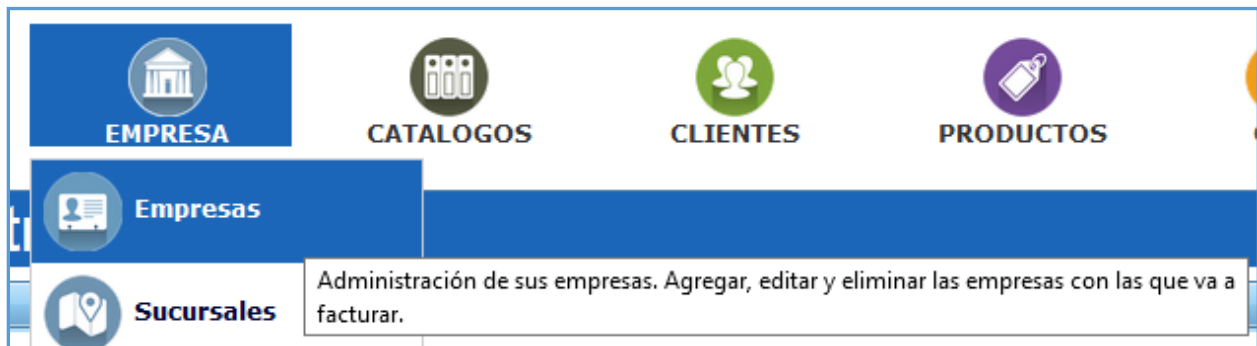 EMPRESA CATALOGOS CLIENTES PRODUCTOS
Empresas
Administración de sus empresas. Agregar, editar y eliminar las empresas con las que va a
facturar.
Sucursales